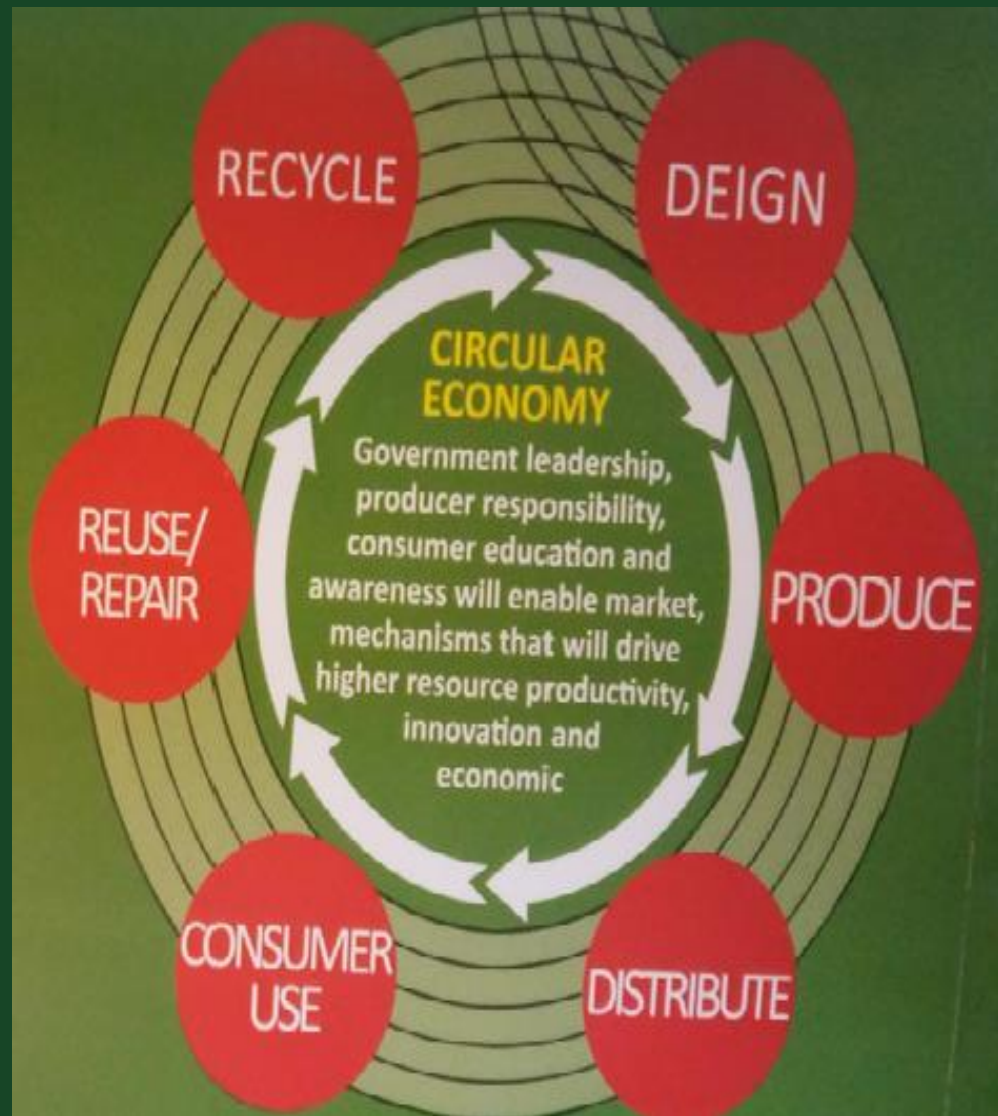 RECYCLE
DEIGN
CIRCULAR
ECONOMY
Government leadership,
producer responsibility,
consumer education and
awareness will enable market,
mechanisms that will drive
higher resource productivity,
innovation and
economic
REUSE/
REPAIR
PRODUCE
CONSUMER
USE
DISTRIBUTE